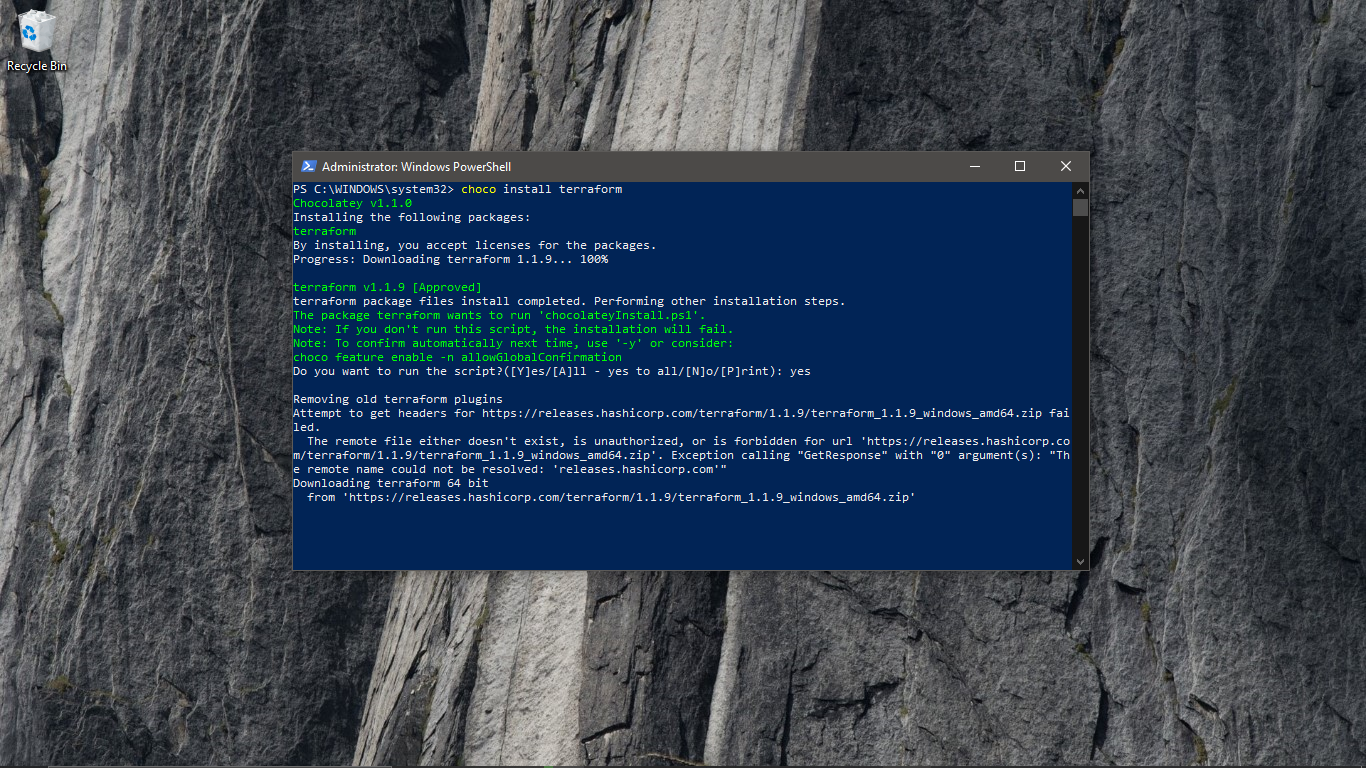 Recycle Bin
Administrator: Windows PowerShell
PS C:\WINDOWS\system32> choco install terraform
Chocolatey v1.1.0
Installing the following packages:
terraform
By installing, you accept licenses for the packages.
Progress: Downloading terraform 1.1.9... 100%
terraform v1.1.9 [Approved]
terraform package files install completed. Performing other installation steps.
The package terraform wants to run 'chocolateyInstall.ps1'.
Note: If you don't run this script, the installation will fail.
Note: To confirm automatically next time, use '-y' or consider:
choco feature enable -n allowGlobalConfirmation
Do you want to run the script?([Y]es/[A]ll - yes to all/[N]o/[P]rint): yes
Removing old terraform plugins
Attempt to get headers for https://releases.hashicorp.com/terraform/1.1.9/terraform_1.1.9_windows_amd64.zip fai
led.
  The remote file either doesn't exist, is unauthorized, or is forbidden for url 'https://releases.hashicorp.co
m/terraform/1.1.9/terraform_1.1.9_windows_amd64.zip'. Exception calling "GetResponse" with "0" argument(s): "Th
e remote name could not be resolved: 'releases.hashicorp.com'"
Downloading terraform 64 bit
  from 'https://releases.hashicorp.com/terraform/1.1.9/terraform_1.1.9_windows_amd64.zip'